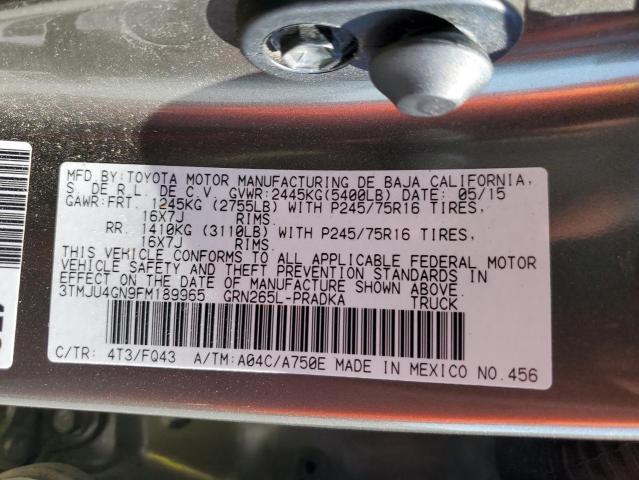 MFD.BY:TOYOTA MOTOR MANUFACTURING DE BAJA CALIFORNIA,
S. DE R.L. DE C.V. GVWR:2445KG(5400LB) DATE: 05/15
GAWR:FRT. 1245KG (2755LB) WITH P245/75R16 TIRES,
16X7J RIMS.
RR. 1410KG (3110LB) WITH P245/75R16 TIRES,
16X7J RIMS.
THIS VEHICLE CONFORMS TO ALL APPLICABLE FEDERAL MOTOR
VEHICLE SAFETY AND THEFT PREVENTION STANDARDS IN
EFFECT ON THE DATE OF MANUFACTURE SHOWN ABOVE.
3TMJU4GN9FM189965 GRN265L-PRADKA TRUCK
C/TR: 4T3/FQ43 A/TM:A04C/A750E MADE IN MEXICO NO.456